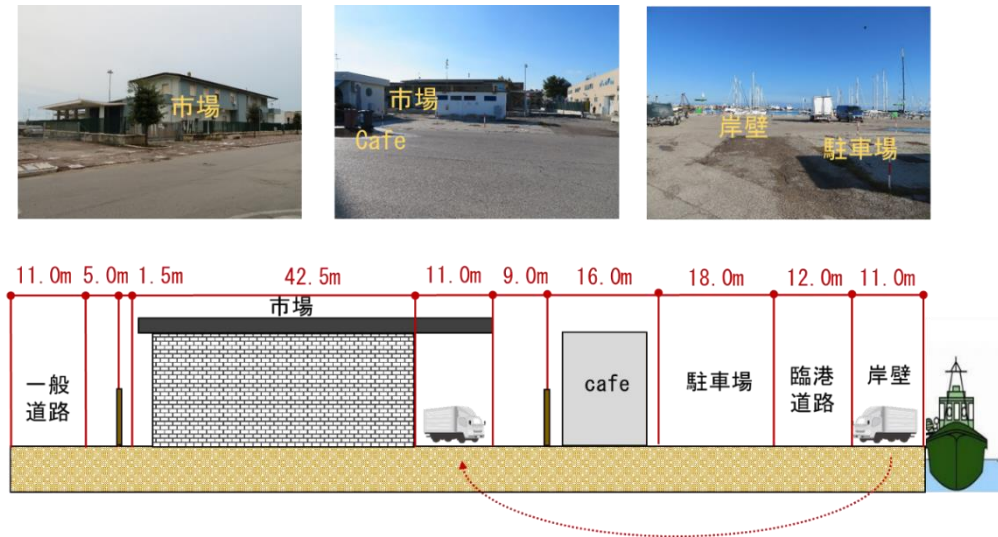 市場
市場
Cafe
岸壁
駐車場
11.0m 5.0m 1.5m 42.5m 11.0m 9.0m 16.0m 18.0m 12.0m 11.0m
市場
一般
道路
cafe
駐車場
臨港
道路
岸壁